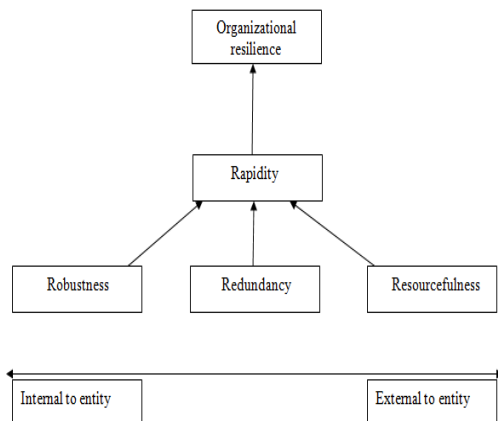 Organizational
resilience
Rapidity
Robustness
Redundancy
Resourcefulness
Internal to entity
External to entity